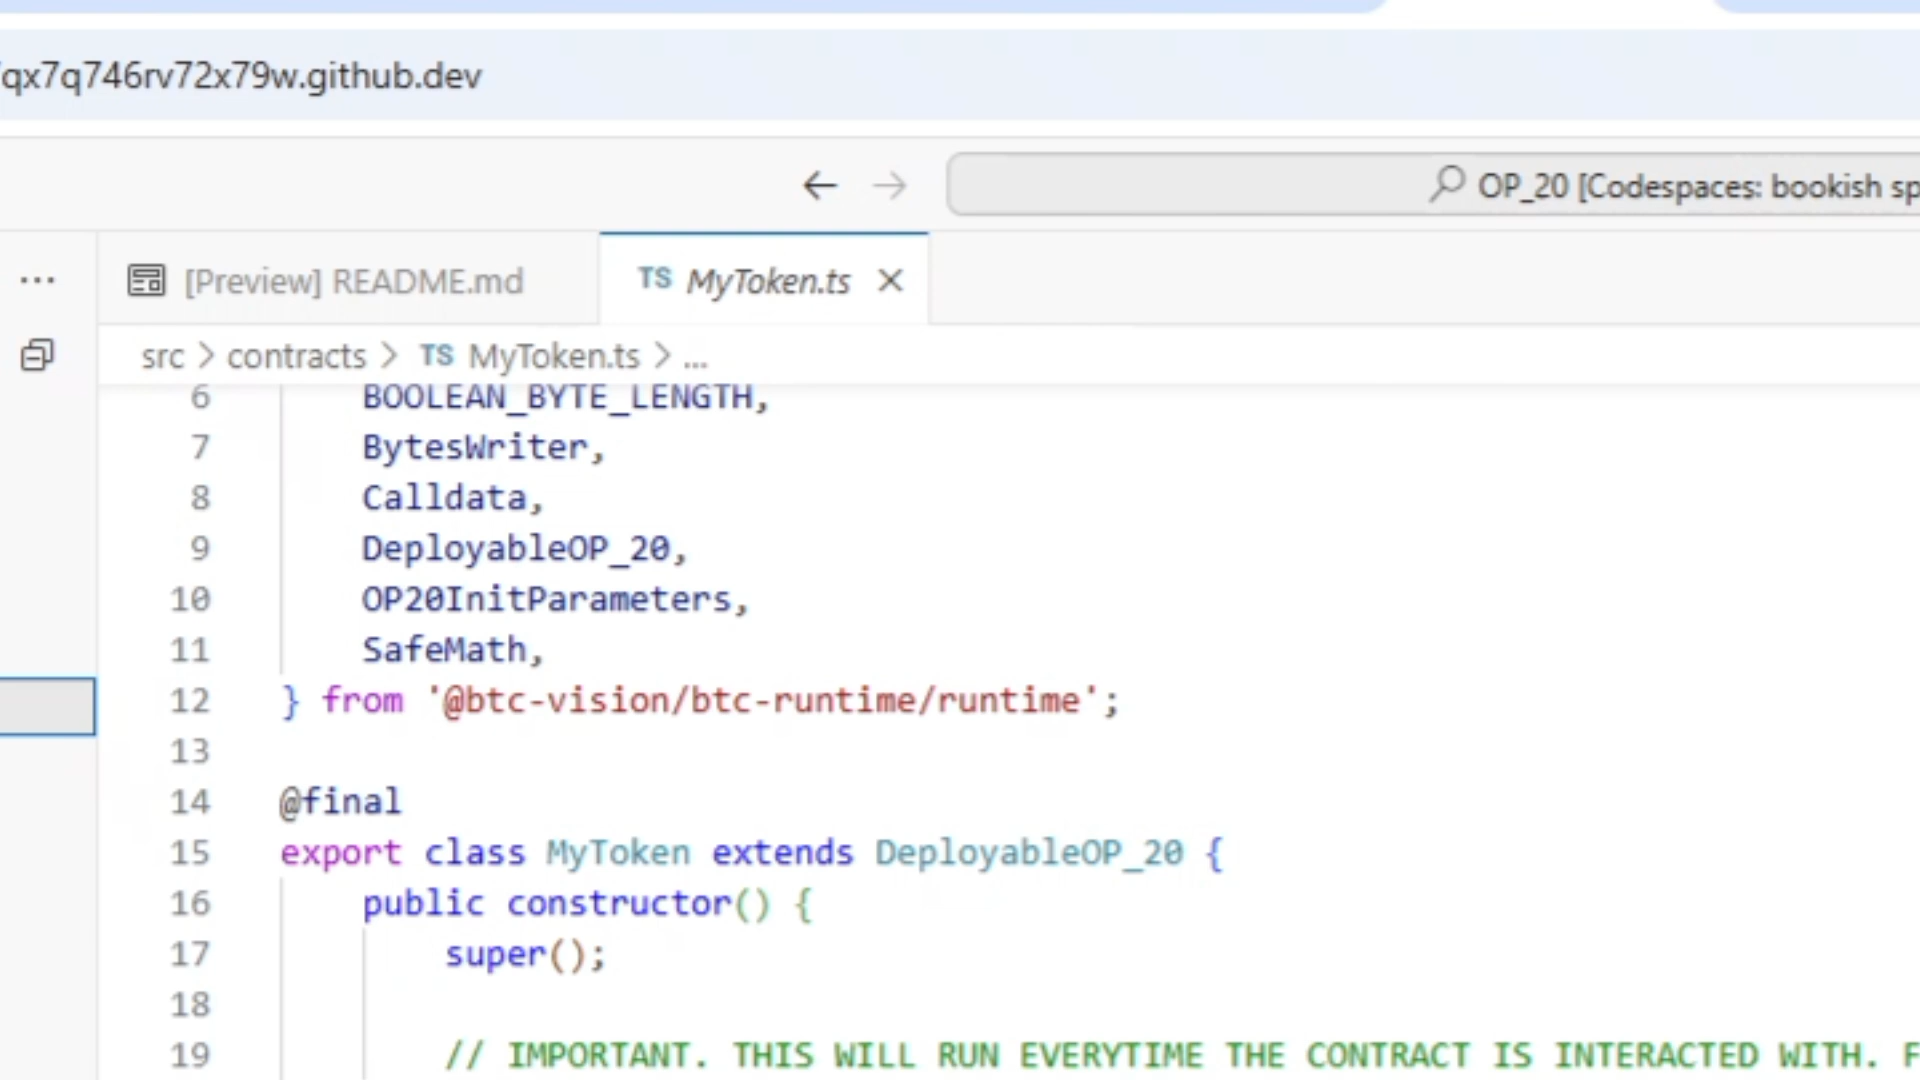 qx7q746rv72x79w.github.dev
OP_20 [Codespaces: bookish sp
[Preview] README.md
TS MyToken.ts
src > contracts > TS MyToken.ts > ...
6 BOOLEAN_BYTE_LENGTH,
7 BytesWriter,
8 Calldata,
9 DeployableOP_20,
10 OP20InitParameters,
11 SafeMath,
12 } from '@btc-vision/btc-runtime/runtime';
13
14 @final
15 export class MyToken extends DeployableOP_20 {
16 public constructor() {
17 super();
18
19 // IMPORTANT. THIS WILL RUN EVERYTIME THE CONTRACT IS INTERACTED WITH. F